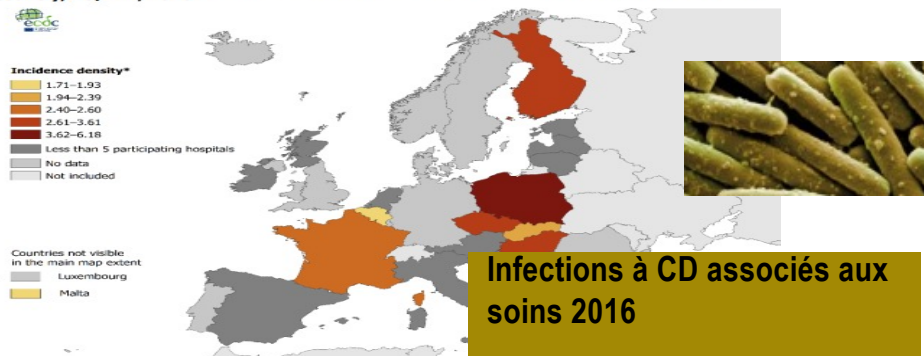 ecdc
Incidence density*
1.71–1.93
1.94–2.39
2.40–2.60
2.61–3.61
3.62–6.18
Less than 5 participating hospitals
No data
Not included
Countries not visible
in the main map extent
Luxembourg
Malta
Infections à CD associés aux
soins 2016